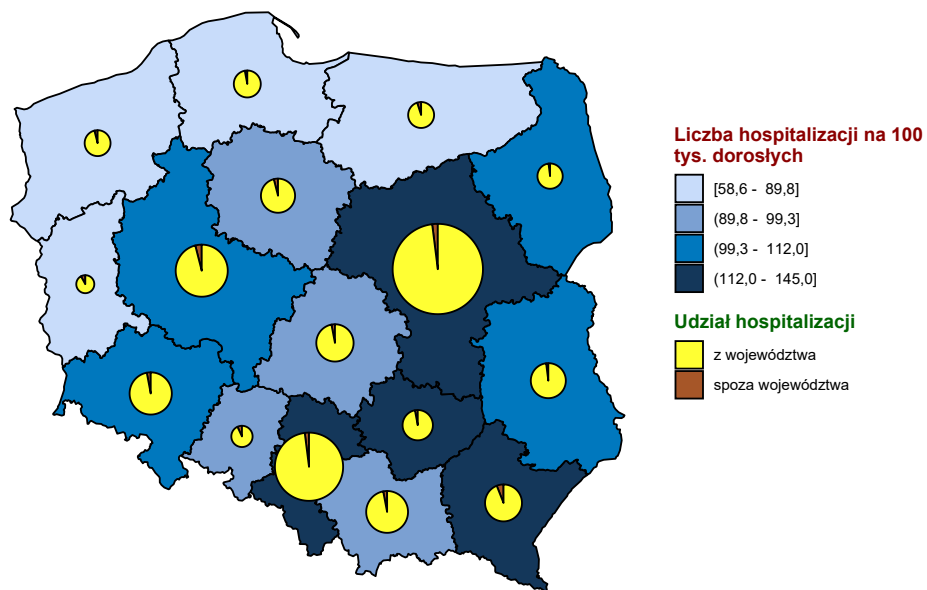 Liczba hospitalizacji na 100
tys. dorosłych
[58,6 - 89,8]
(89,8 - 99,3]
(99,3 - 112,0]
(112,0 - 145,0]
Udział hospitalizacji
z województwa
spoza województwa